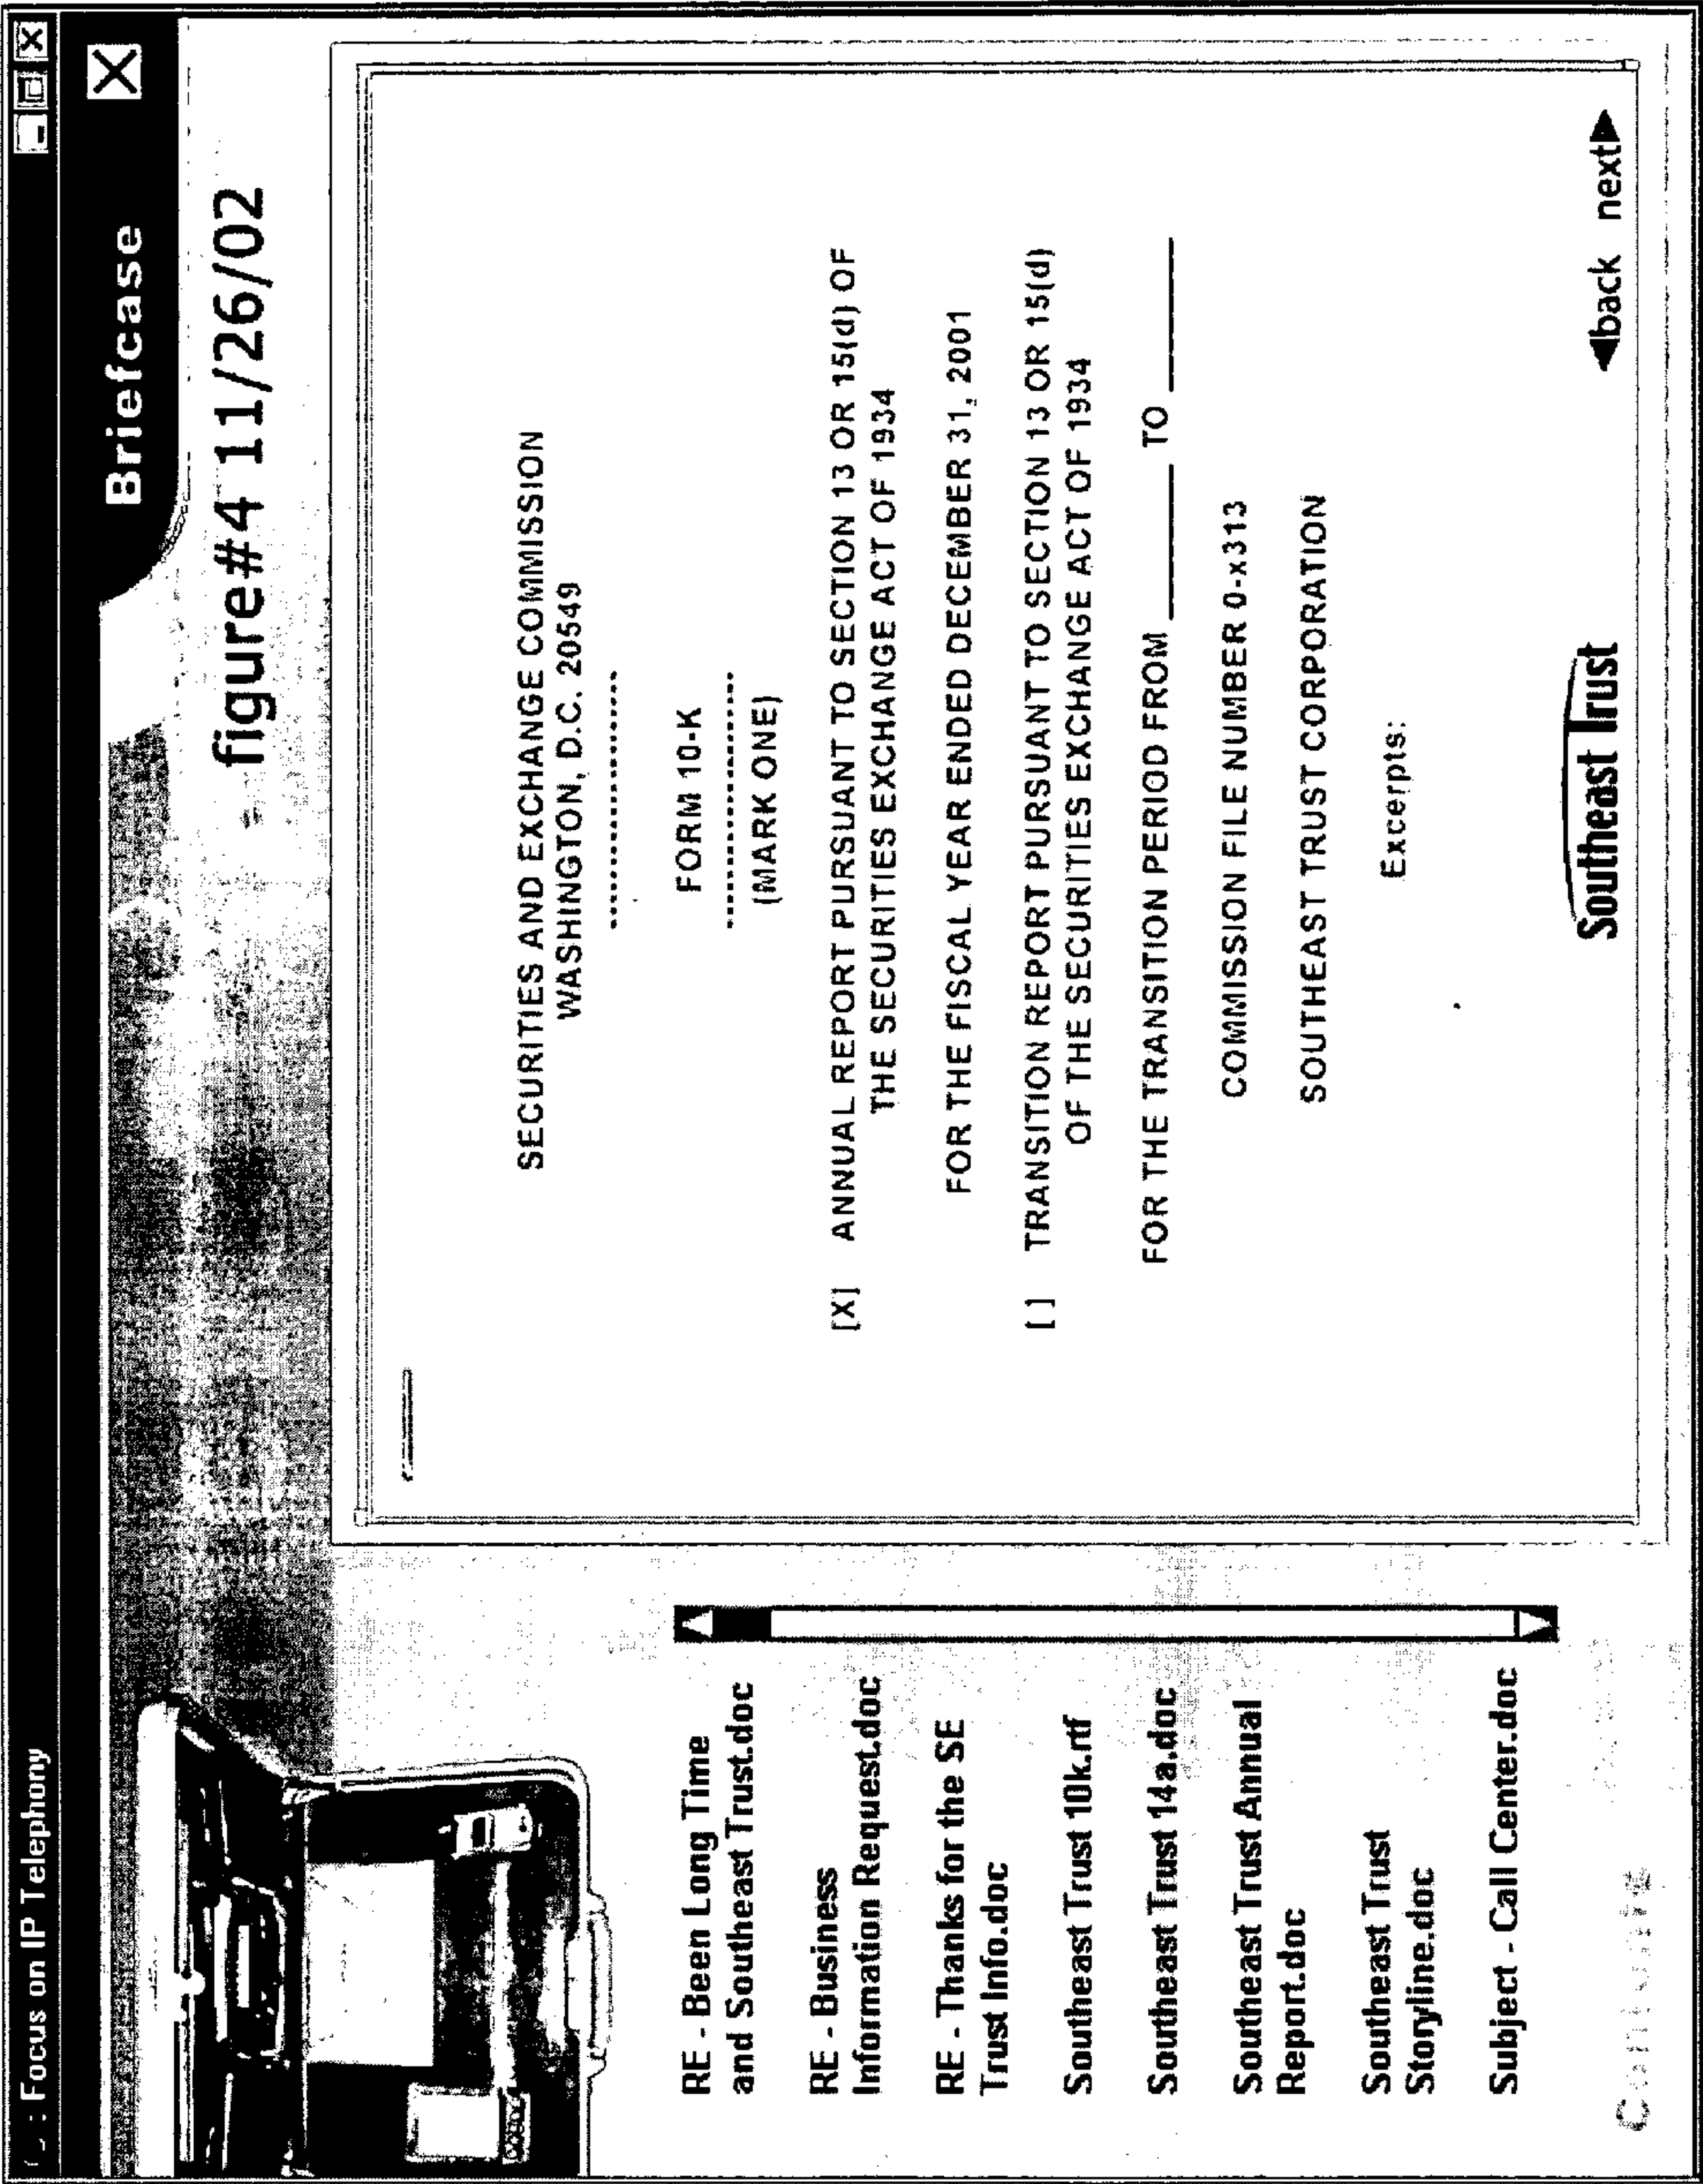 : Focus on IP Telephony
Briefcase
figure#4 11/26/02
RE - Been Long Time
and Southeast Trust.doc
RE - Business
Information Request.doc
RE - Thanks for the SE
Trust Info.doc
Southeast Trust 10k.rtf
Southeast Trust 14a.doc
Southeast Trust Annual
Report.doc
Southeast Trust
Storyline.doc
Subject - Call Center.doc
SECURITIES AND EXCHANGE COMMISSION
WASHINGTON, D.C. 20549
FORM 10-K
(MARK ONE)
[X] ANNUAL REPORT PURSUANT TO SECTION 13 OR 15(d) OF
THE SECURITIES EXCHANGE ACT OF 1934
FOR THE FISCAL YEAR ENDED DECEMBER 31, 2001
[ ] TRANSITION REPORT PURSUANT TO SECTION 13 OR 15(d)
OF THE SECURITIES EXCHANGE ACT OF 1934
FOR THE TRANSITION PERIOD FROM ________ TO ________
COMMISSION FILE NUMBER 0-x313
SOUTHEAST TRUST CORPORATION
Excerpts:
Southeast Trust
back next